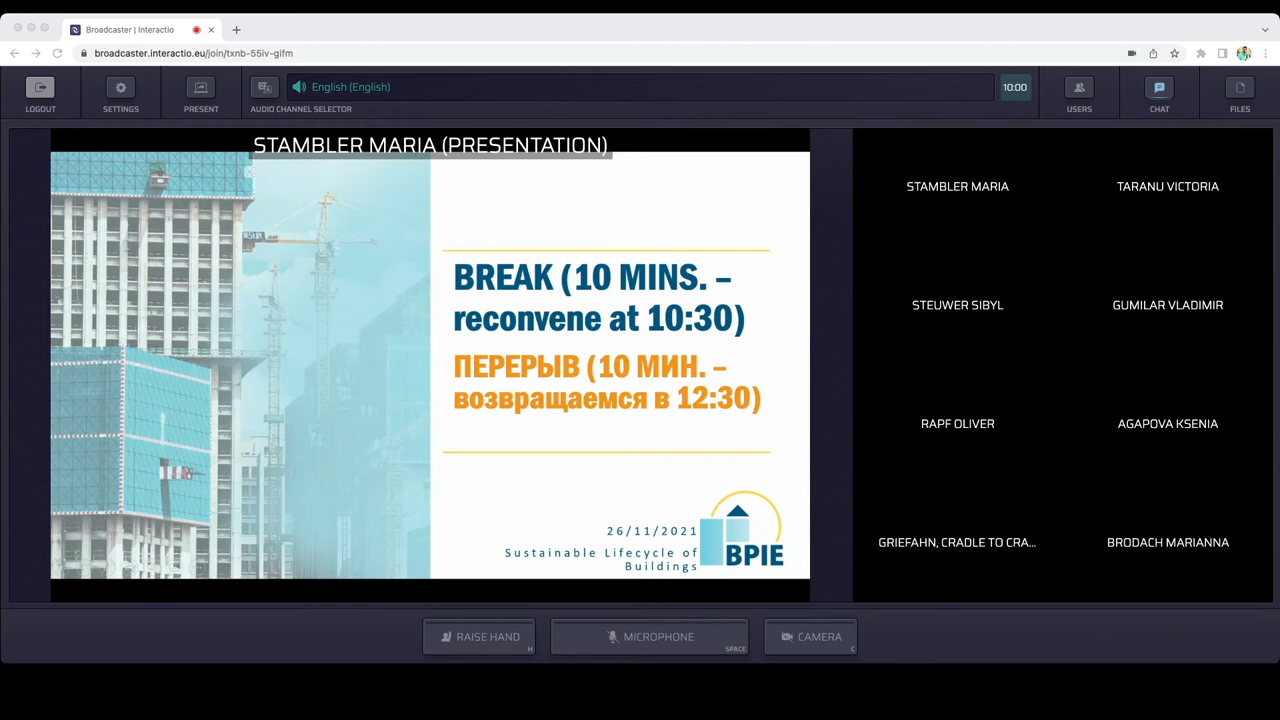 Broadcaster | Interactio
broadcaster.interactio.eu/join/txnb-55iv-gifm
LOGOUT
SETTINGS
PRESENT
English (English)
AUDIO CHANNEL SELECTOR
10:00
USERS
CHAT
FILES
STAMBLER MARIA (PRESENTATION)
BREAK (10 MINS. –
reconvene at 10:30)
ПЕРЕРЫВ (10 МИН. –
возвращаемся в 12:30)
26/11/2021
Sustainable Lifecycle of
Buildings
BPIE
STAMBLER MARIA
TARANU VICTORIA
STEUWER SIBYL
GUMILAR VLADIMIR
RAPF OLIVER
AGAPOVA KSENIA
GRIEFAHN, CRADLE TO CRA...
BRODACH MARIANNA
RAISE HAND
H
MICROPHONE
SPACE
CAMERA
C